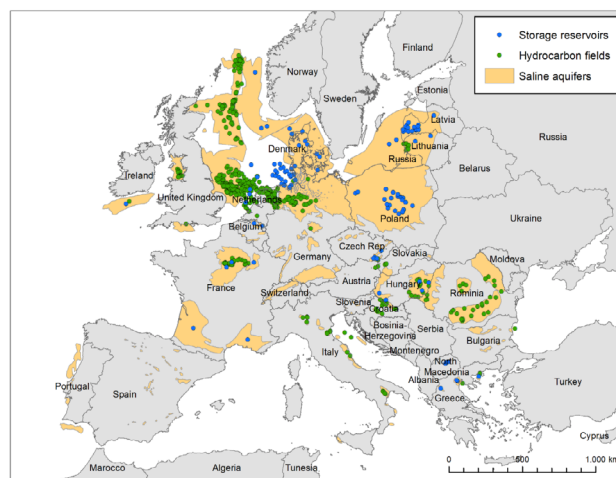 Storage reservoirs
Hydrocarbon fields
Saline aquifers
Finland
Norway
Sweden
Estonia
Russia
Latvia
Denmark
Lithuania
Russia
Belarus
Ireland
United Kingdom
Netherlands
Poland
Belgium
Germany
Ukraine
Czech Rep
Slovakia
Moldova
France
Switzerland
Austria
Hungary
Slovenia
Croatia
Rominia
Bosinia
Herzegovina
Serbia
Montenegro
Bulgaria
Italy
North
Macedonia
Albania
Greece
Turkey
Portugal
Spain
Cyprus
Marocco
Algeria
Tunisia
0 500 1.000 km